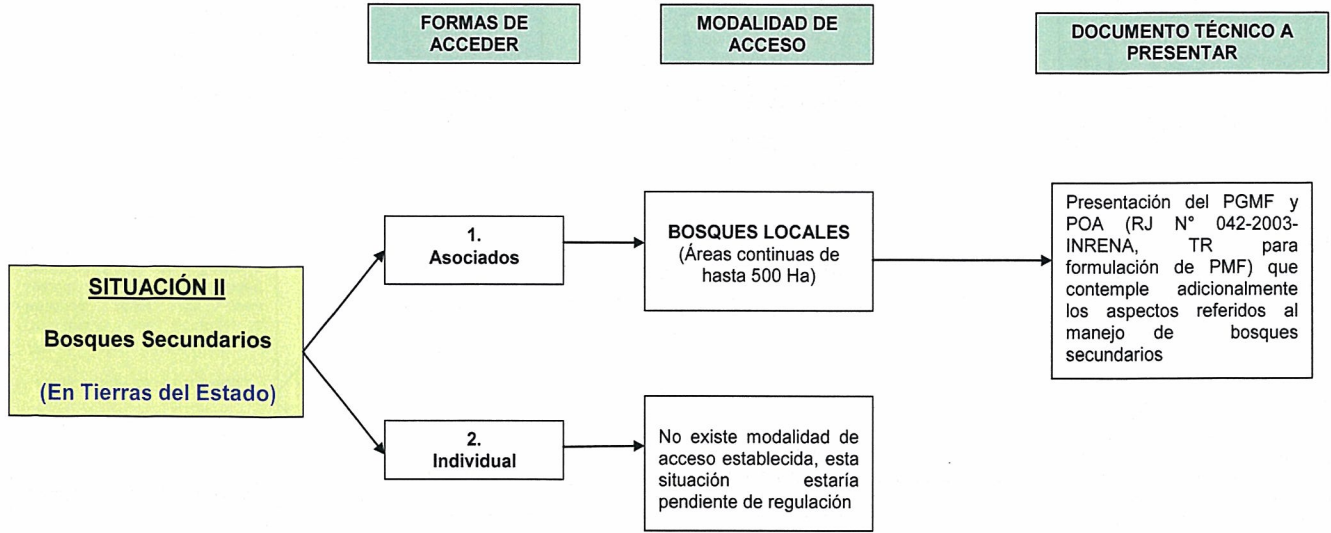 FORMAS DE
ACCEDER
MODALIDAD DE
ACCESO
DOCUMENTO TÉCNICO A
PRESENTAR
SITUACIÓN II
Bosques Secundarios
(En Tierras del Estado)
1.
Asociados
BOSQUES LOCALES
(Áreas continuas de
hasta 500 Ha)
Presentación del PGMF y
POA (RJ N° 042-2003-
INRENA, TR para
formulación de PMF) que
contemple adicionalmente
los aspectos referidos al
manejo de bosques
secundarios
2.
Individual
No existe modalidad de
acceso establecida, esta
situación estaría
pendiente de regulación